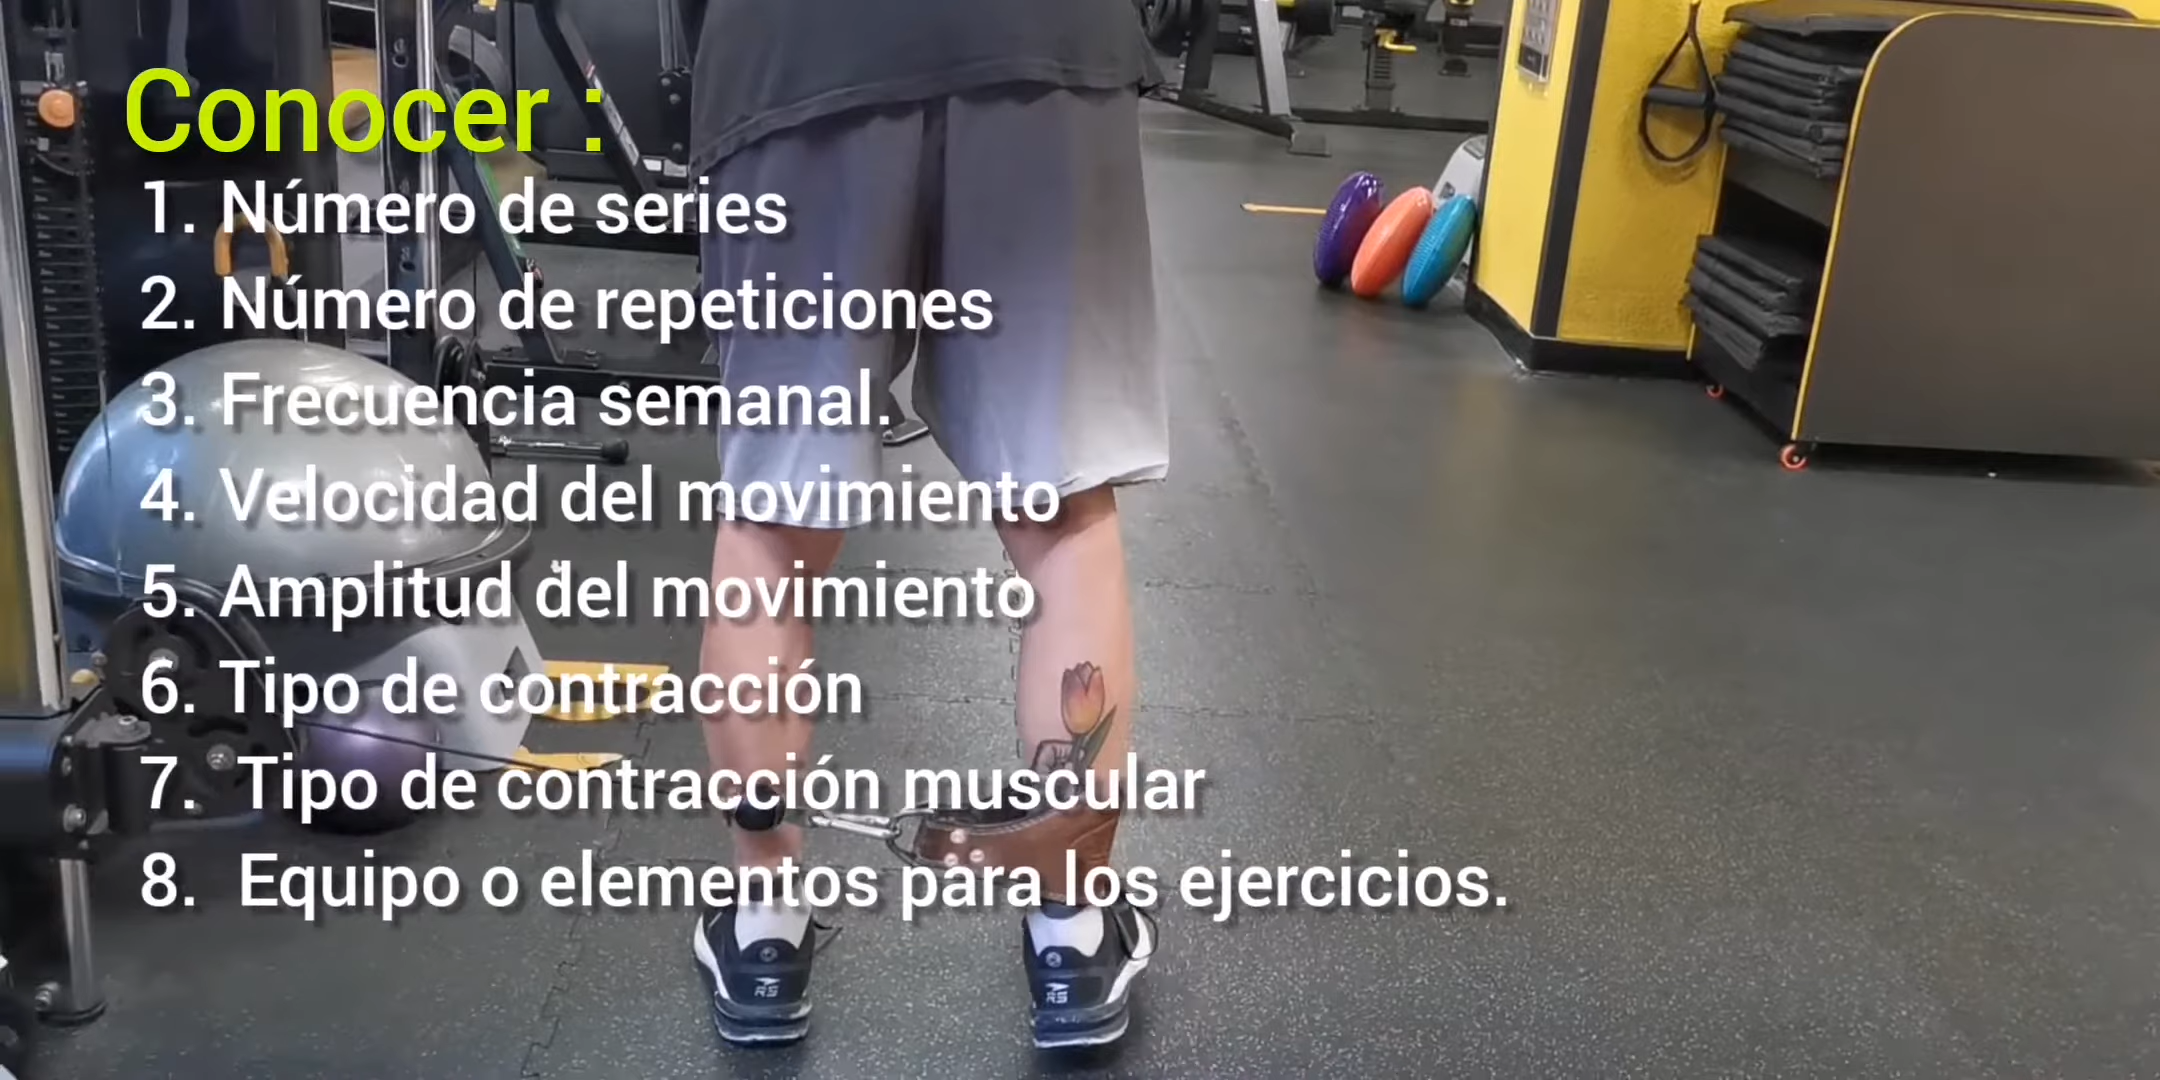 Conocer :
1. Número de series
2. Número de repeticiones
3. Frecuencia semanal.
4. Velocidad del movimiento
5. Amplitud del movimiento
6. Tipo de contracción
7. Tipo de contracción muscular
8. Equipo o elementos para los ejercicios.